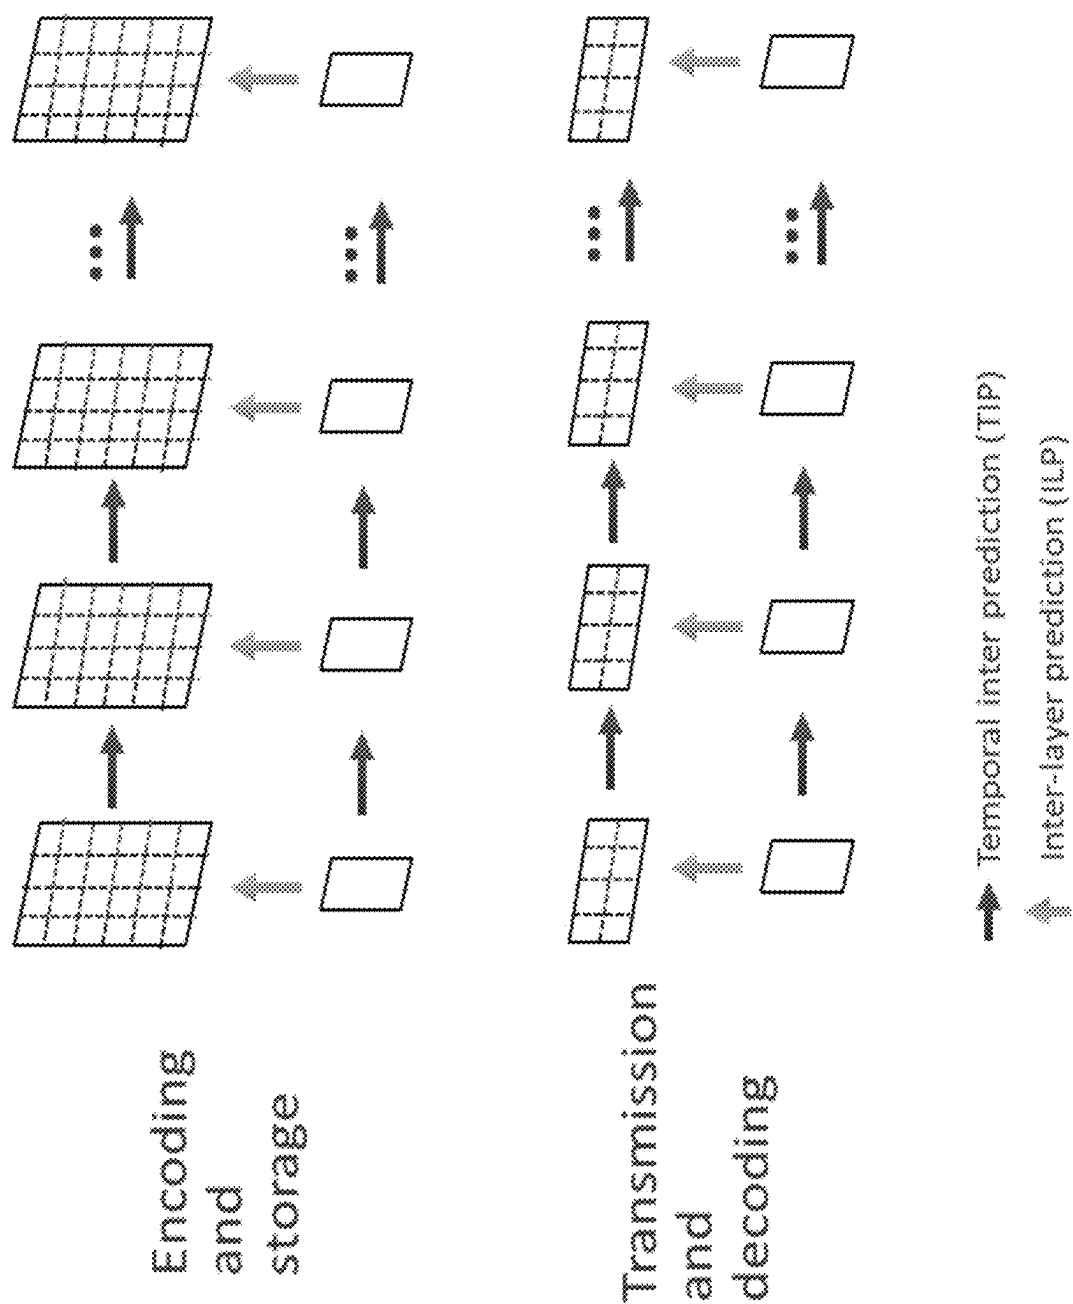 Encoding
and
storage
Transmission
and
decoding
Temporal inter prediction (TIP)
Inter-layer prediction (ILP)